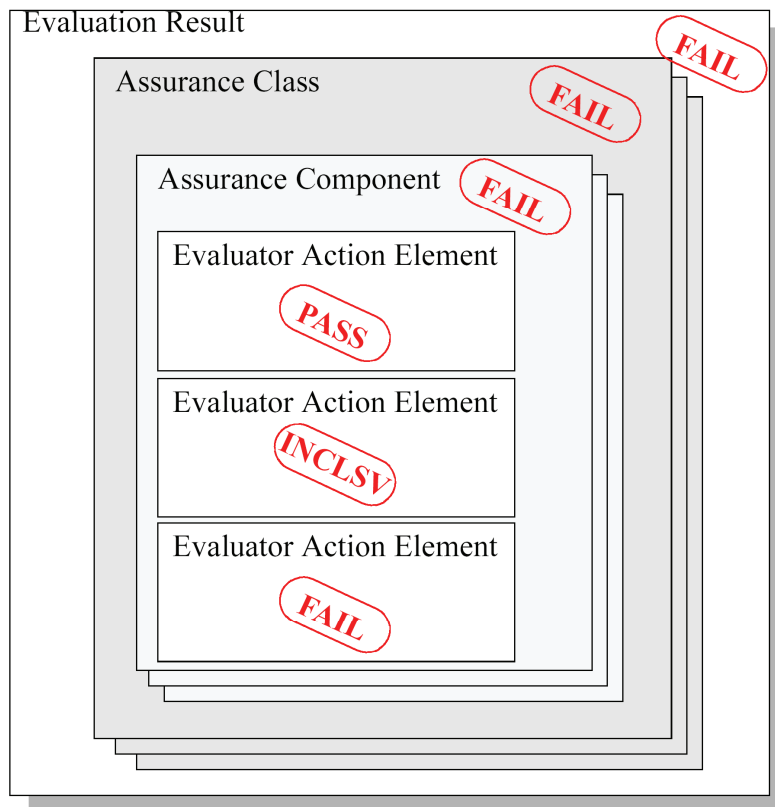 Evaluation Result
FAIL
Assurance Class
FAIL
Assurance Component
FAIL
Evaluator Action Element
PASS
Evaluator Action Element
INCLSV
Evaluator Action Element
FAIL